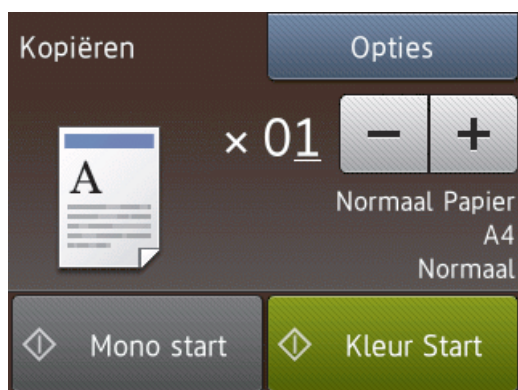 Kopiëren
Opties
× 01
− +
A
Normaal Papier
A4
Normaal
Mono start
Kleur Start